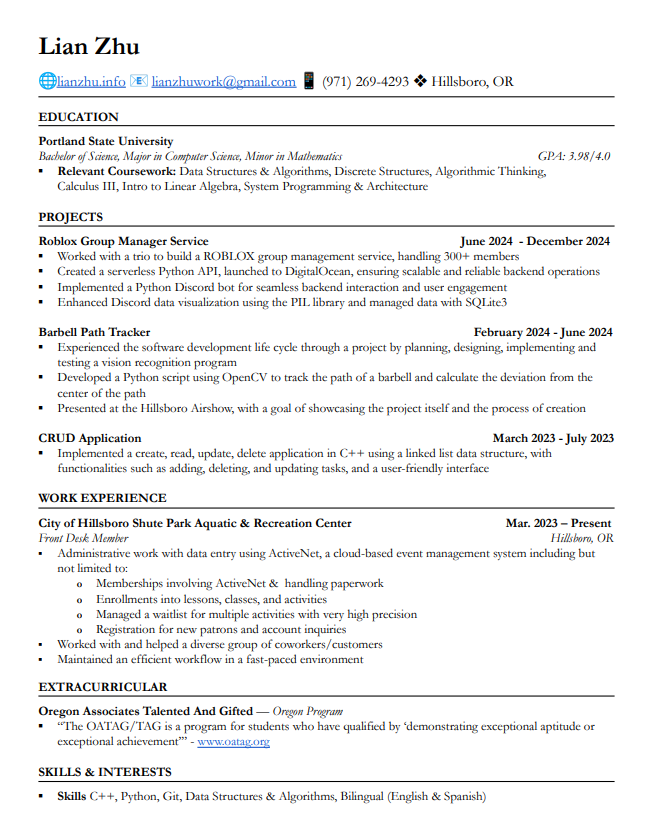 Lian Zhu
🌐lianzhu.info 📧 lianzhuwork@gmail.com 📱 (971) 269-4293 ❖ Hillsboro, OR
EDUCATION
Portland State University
Bachelor of Science, Major in Computer Science, Minor in Mathematics GPA: 3.98/4.0
▪ Relevant Coursework: Data Structures & Algorithms, Discrete Structures, Algorithmic Thinking,
Calculus III, Intro to Linear Algebra, System Programming & Architecture
PROJECTS
Roblox Group Manager Service June 2024 - December 2024
▪ Worked with a trio to build a ROBLOX group management service, handling 300+ members
▪ Created a serverless Python API, launched to DigitalOcean, ensuring scalable and reliable backend operations
▪ Implemented a Python Discord bot for seamless backend interaction and user engagement
▪ Enhanced Discord data visualization using the PIL library and managed data with SQLite3
Barbell Path Tracker February 2024 - June 2024
▪ Experienced the software development life cycle through a project by planning, designing, implementing and
testing a vision recognition program
▪ Developed a Python script using OpenCV to track the path of a barbell and calculate the deviation from the
center of the path
▪ Presented at the Hillsboro Airshow, with a goal of showcasing the project itself and the process of creation
CRUD Application March 2023 - July 2023
▪ Implemented a create, read, update, delete application in C++ using a linked list data structure, with
functionalities such as adding, deleting, and updating tasks, and a user-friendly interface
WORK EXPERIENCE
City of Hillsboro Shute Park Aquatic & Recreation Center Mar. 2023 – Present
Front Desk Member Hillsboro, OR
▪ Administrative work with data entry using ActiveNet, a cloud-based event management system including but
not limited to:
o Memberships involving ActiveNet & handling paperwork
o Enrollments into lessons, classes, and activities
o Managed a waitlist for multiple activities with very high precision
o Registration for new patrons and account inquiries
▪ Worked with and helped a diverse group of coworkers/customers
▪ Maintained an efficient workflow in a fast-paced environment
EXTRACURRICULAR
Oregon Associates Talented And Gifted — Oregon Program
▪ “The OATAG/TAG is a program for students who have qualified by ‘demonstrating exceptional aptitude or
exceptional achievement’” - www.oatag.org
SKILLS & INTERESTS
▪ Skills C++, Python, Git, Data Structures & Algorithms, Bilingual (English & Spanish)